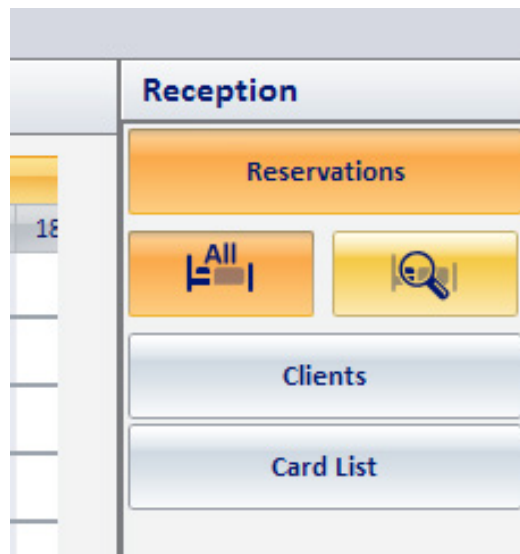 Reception
Reservations
18
All
Clients
Card List